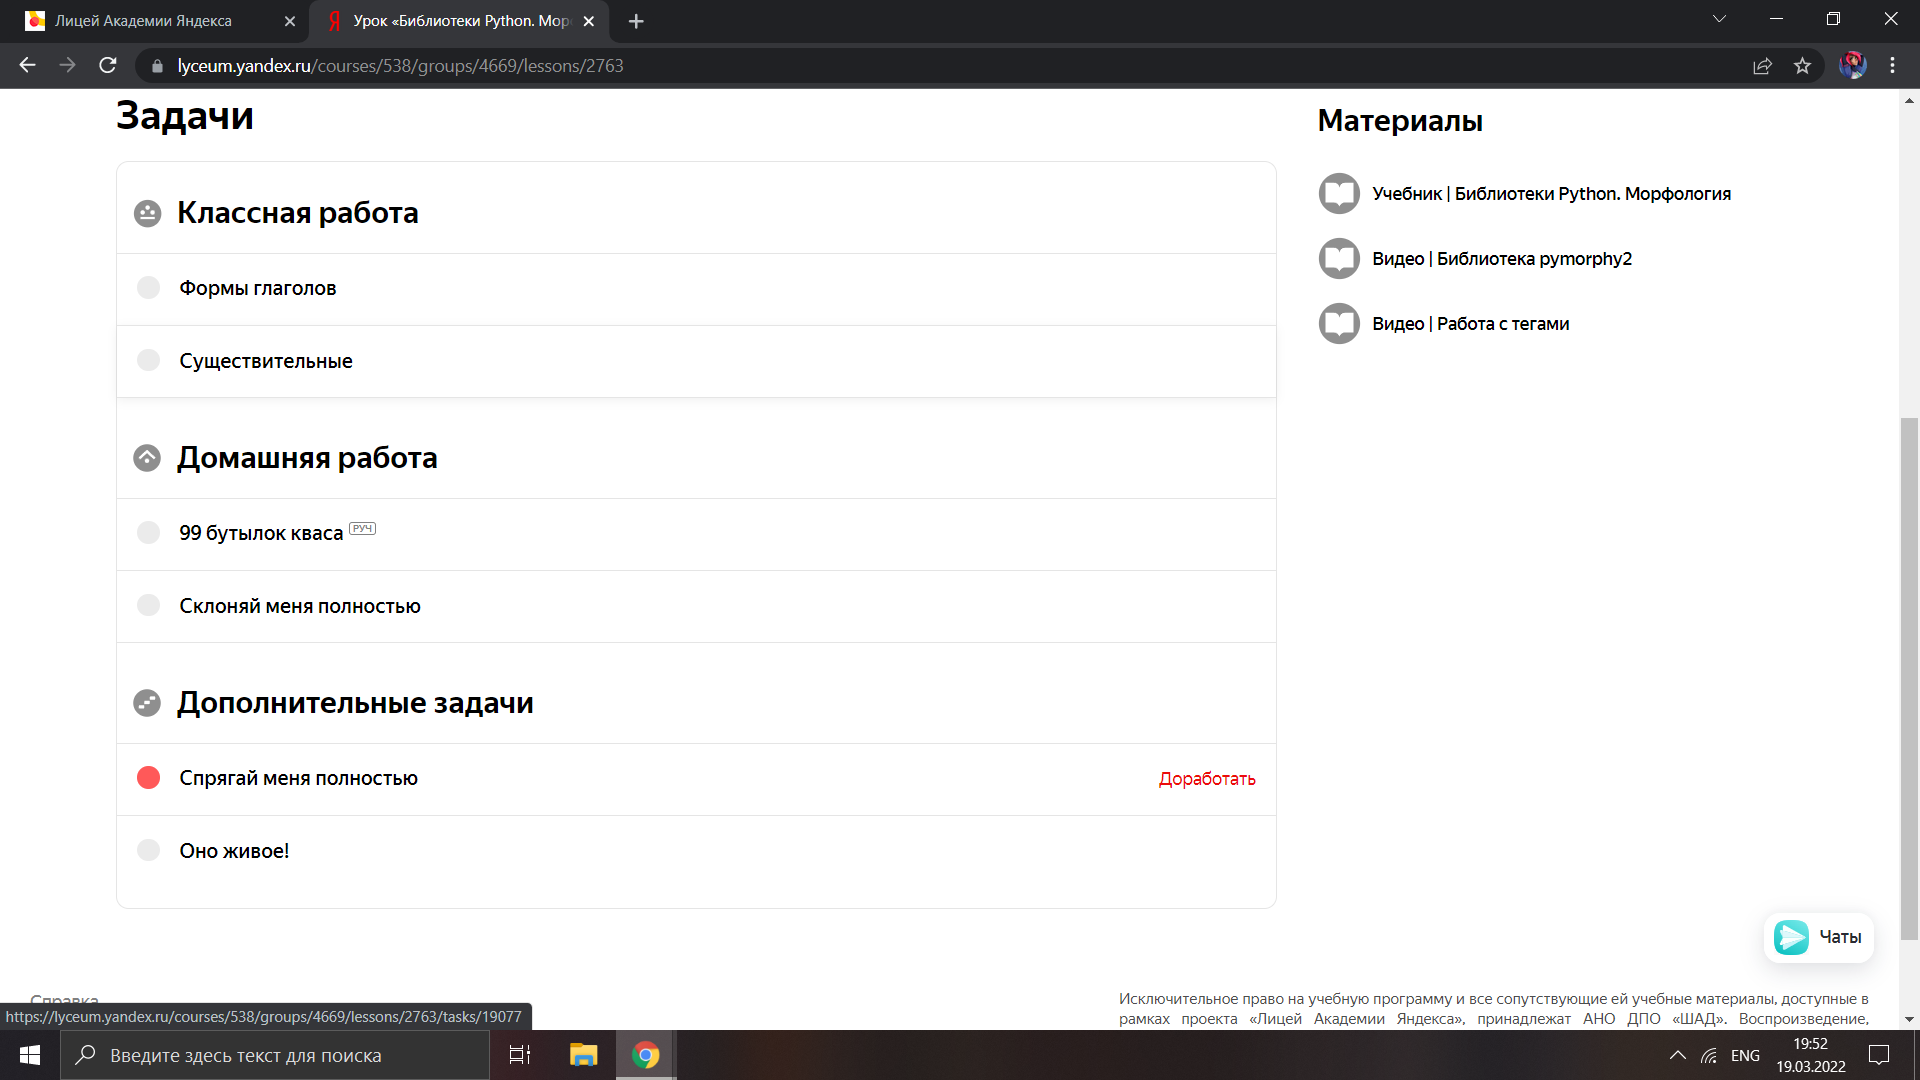 Лицей Академии Яндекса
Урок «Библиотеки Python. Мор
lyceum.yandex.ru/courses/538/groups/4669/lessons/2763
Задачи
Классная работа
Формы глаголов
Существительные
Домашняя работа
99 бутылок кваса РУЧ
Склоняй меня полностью
Дополнительные задачи
Спрягай меня полностью Доработать
Оно живое!
Материалы
Учебник | Библиотеки Python. Морфология
Видео | Библиотека pymorphy2
Видео | Работа с тегами
Чаты
Справка
Исключительное право на учебную программу и все сопутствующие ей учебные материалы, доступные в
рамках проекта «Лицей Академии Яндекса», принадлежат АНО ДПО «ШАД». Воспроизведение,
https://lyceum.yandex.ru/courses/538/groups/4669/lessons/2763/tasks/19077
Введите здесь текст для поиска
ENG
19:52
19.03.2022